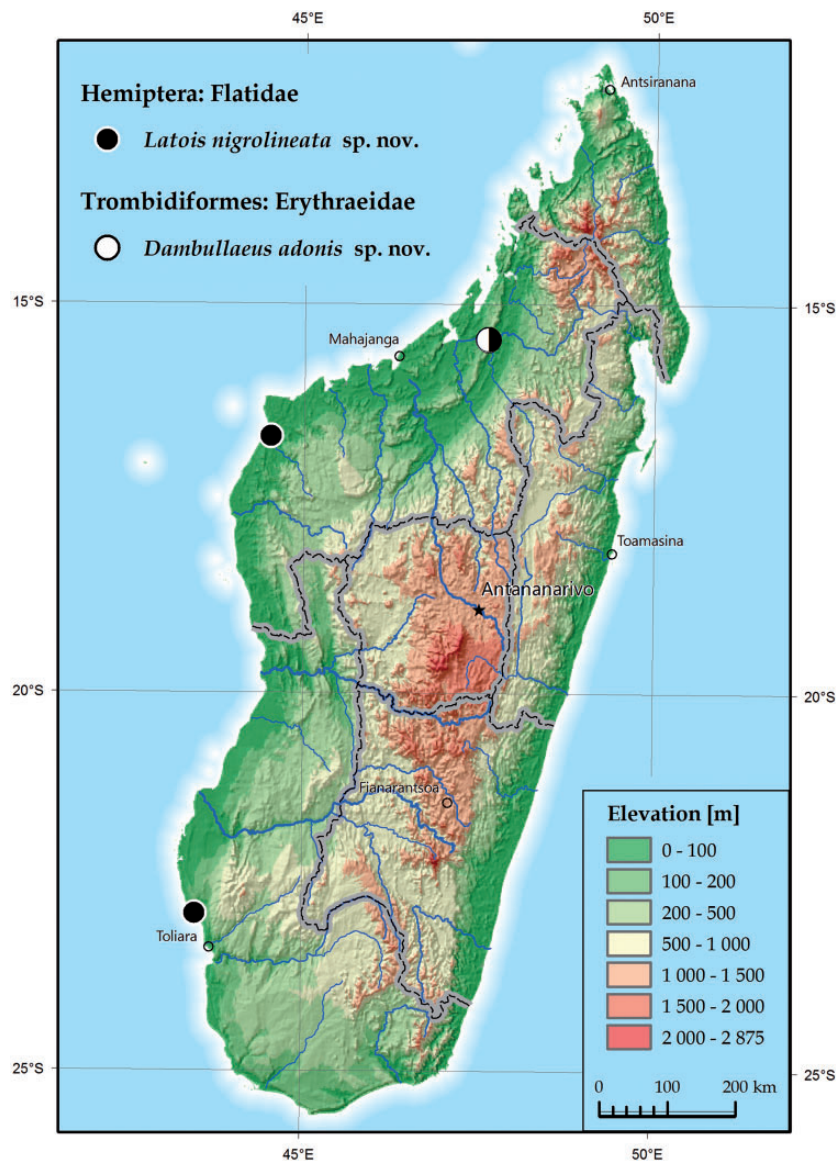 45°E
50°E
Hemiptera: Flatidae
Latois nigrolineata sp. nov.
Trombidiformes: Erythraeidae
Dambullaeus adonis sp. nov.
Antsiranana
15°S
15°S
Mahajanga
Toamasina
Antananarivo
20°S
20°S
Fianarantsoa
Toliara
Elevation [m]
0 - 100
100 - 200
200 - 500
500 - 1 000
1 000 - 1 500
1 500 - 2 000
2 000 - 2 875
25°S
25°S
0 100 200 km
45°E
50°E